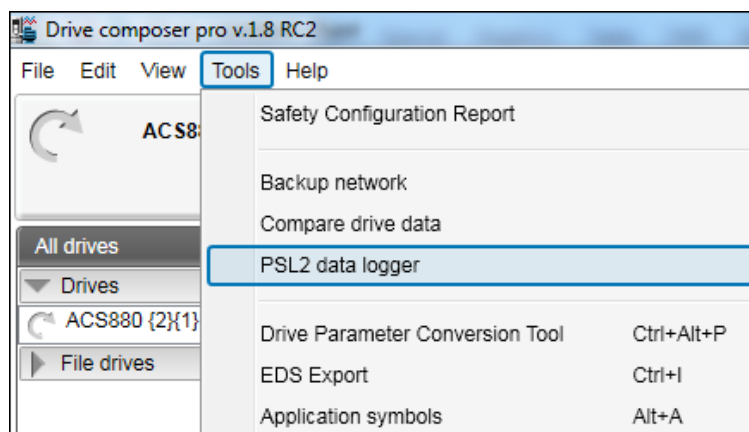 Drive composer pro v.1.8 RC2
File Edit View Tools Help
ACS8
Safety Configuration Report
Backup network
Compare drive data
All drives
PSL2 data logger
Drives
ACS880 {2}{1}
Drive Parameter Conversion Tool Ctrl+Alt+P
File drives
EDS Export Ctrl+I
Application symbols Alt+A